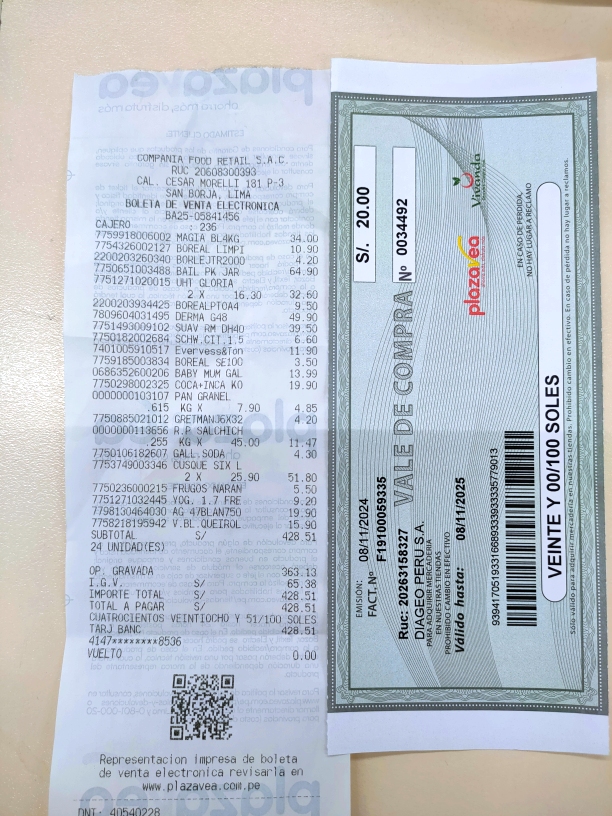 plazavea
COMPANIA FOOD RETAIL S.A.C.
RUC 20608300393
CAL. CESAR MORELLI 181 P-3
SAN BORJA, LIMA
BOLETA DE VENTA ELECTRONICA
BA25-05841456
CAJERO : 236
7759918006002 MAGIA BL4KG 34.00
7754326002127 BOREAL LIMPI 10.90
2200203260340 BORLEJTR2000 4.20
7750651003488 BAIL PK JAR 64.90
7751271020015 UHT GLORIA
2 X 16.30 32.60
2200203934425 BOREALPTOA4 9.50
7809604031495 DERMA G48 49.90
7751493009102 SUAV RM DH40 39.50
7750182002684 SCHW.CIT.1.5 6.60
7401005910517 Evervess&Ton 11.90
7759185003834 BOREAL SE100 3.50
0686352600206 BABY MUM GAL 13.99
7750298002325 COCA+INCA KO 19.90
0000000103107 PAN GRANEL
.615 KG X 7.90 4.85
7750885021012 GRETMANJ6X32 4.20
0000000113656 R.P SALCHICH
.255 KG X 45.00 11.47
7750106182607 GALL.SODA 4.30
7753749003346 CUSQUE SIX L
2 X 25.90 51.80
7750236000215 FRUGOS NARAN 5.50
7751271032445 YOG. 1.7 FRE 9.20
7798130464030 AG 47BLAN750 19.90
7758218195942 V.BL.QUEIROL 15.90
SUBTOTAL S/ 428.51
24 UNIDAD(ES)
OP. GRAVADA 363.13
I.G.V. S/ 65.38
IMPORTE TOTAL S/ 428.51
TOTAL A PAGAR S/ 428.51
CUATROCIENTOS VEINTIOCHO Y 51/100 SOLES
TARJ BANC 428.51
4147********8536
VUELTO 0.00
Representacion impresa de boleta
de venta electronica revisarla en
www.plazavea.com.pe
DNI: 40540228
S/. 20.00
VALE DE COMPRA Nº 0034492
plazavea
Vivanda
EN CASO DE PERDIDA,
NO HAY LUGAR A RECLAMO
EMISIÓN: 08/11/2024
FACT. Nº F19100059335
Ruc: 20263158327
DIAGEO PERU S.A.
PARA ADQUIRIR MERCADERIA
EN NUESTRAS TIENDAS
PROHIBIDO CAMBIO EN EFECTIVO
Válido hasta: 08/11/2025
VEINTE Y 00/100 SOLES
Sólo válido para adquirir mercadería en nuestras tiendas. Prohibido cambio en efectivo. En caso de pérdida no hay lugar a reclamos.